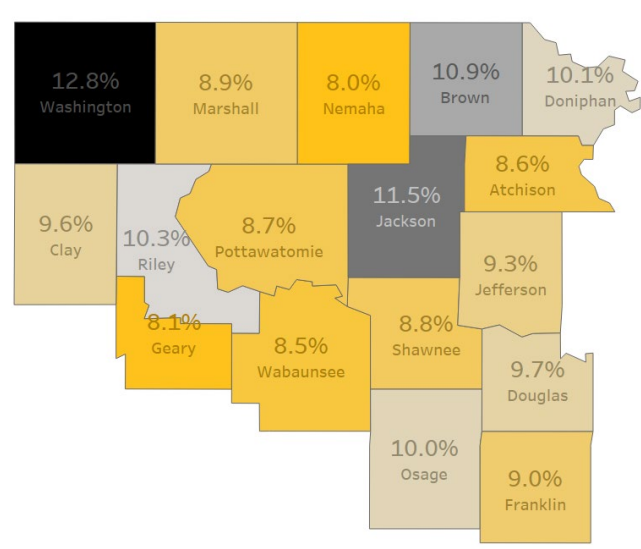 12.8%
Washington
8.9%
Marshall
8.0%
Nemaha
10.9%
Brown
10.1%
Doniphan
8.6%
Atchison
9.6%
Clay
10.3%
Riley
8.7%
Pottawatomie
11.5%
Jackson
9.3%
Jefferson
8.1%
Geary
8.5%
Wabaunsee
8.8%
Shawnee
9.7%
Douglas
10.0%
Osage
9.0%
Franklin